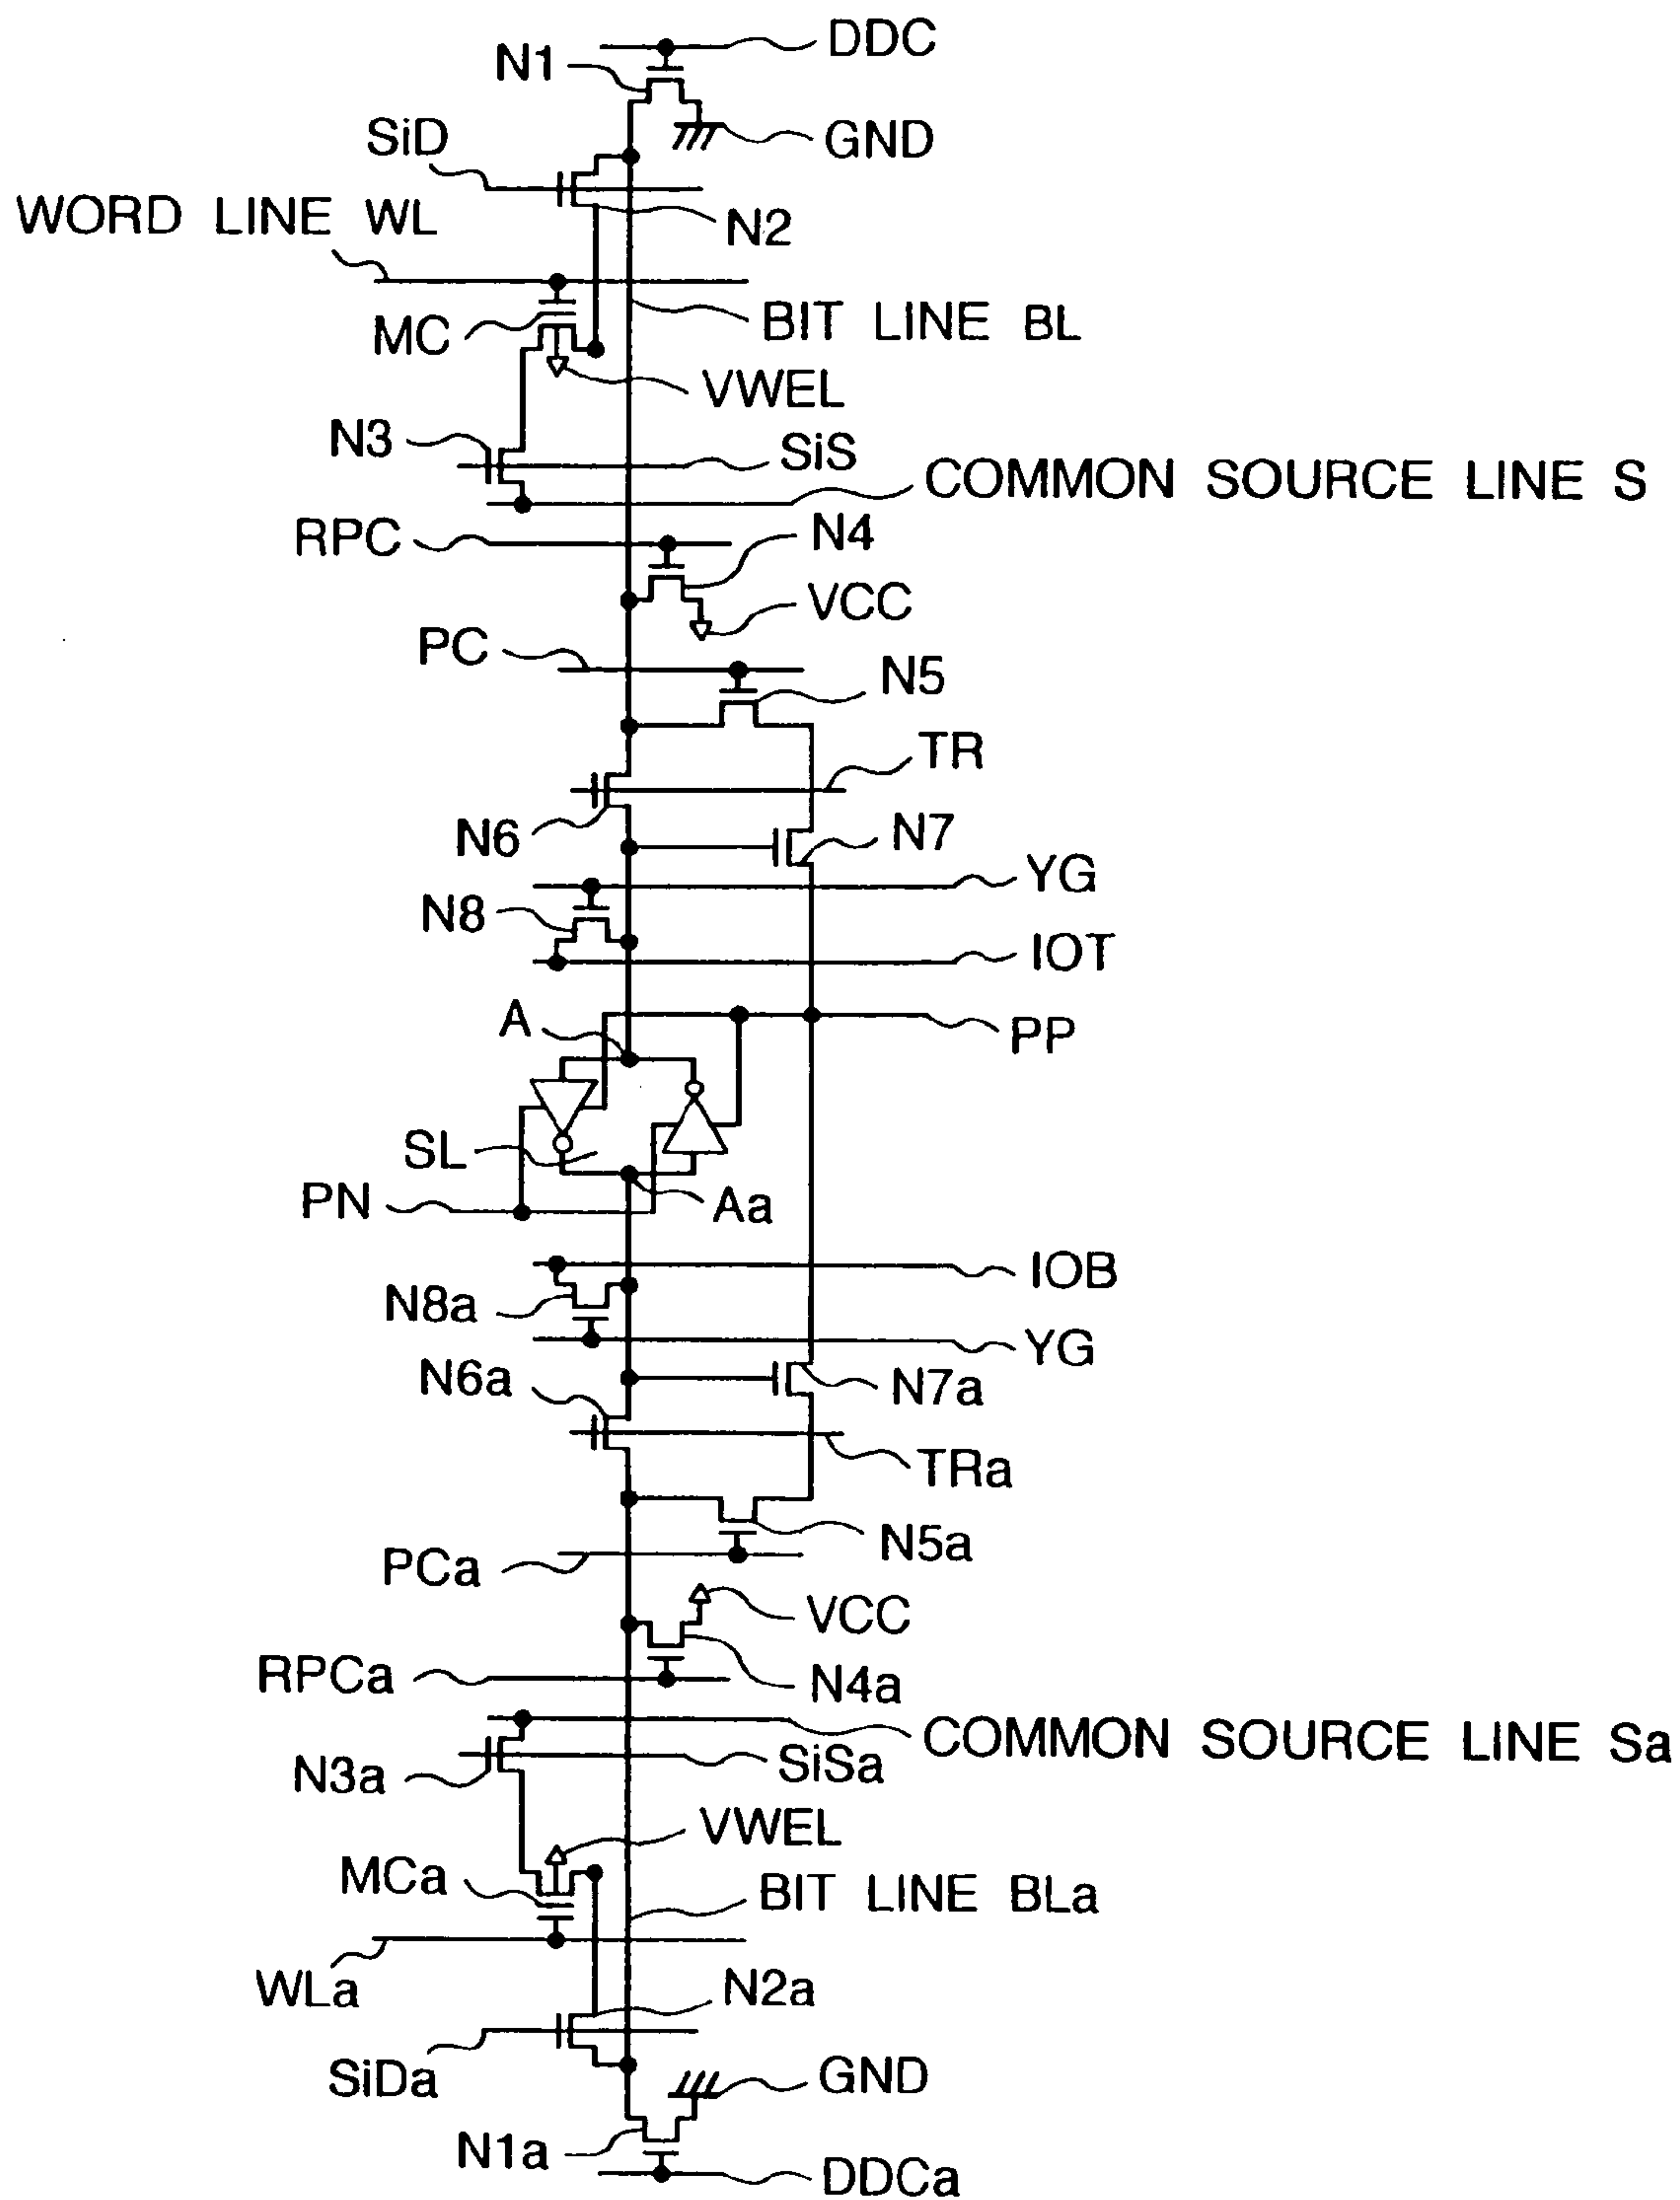 DDC
N1
GND
SiD
N2
WORD LINE WL
BIT LINE BL
MC
VWEL
N3
SiS
COMMON SOURCE LINE S
RPC
N4
VCC
PC
N5
TR
N6
N7
YG
N8
IOT
A
PP
SL
PN
Aa
IOB
N8a
YG
N6a
N7a
TRa
N5a
PCa
VCC
RPCa
N4a
COMMON SOURCE LINE Sa
N3a
SiSa
VWEL
MCa
BIT LINE BLa
WLa
N2a
SiDa
GND
N1a
DDCa